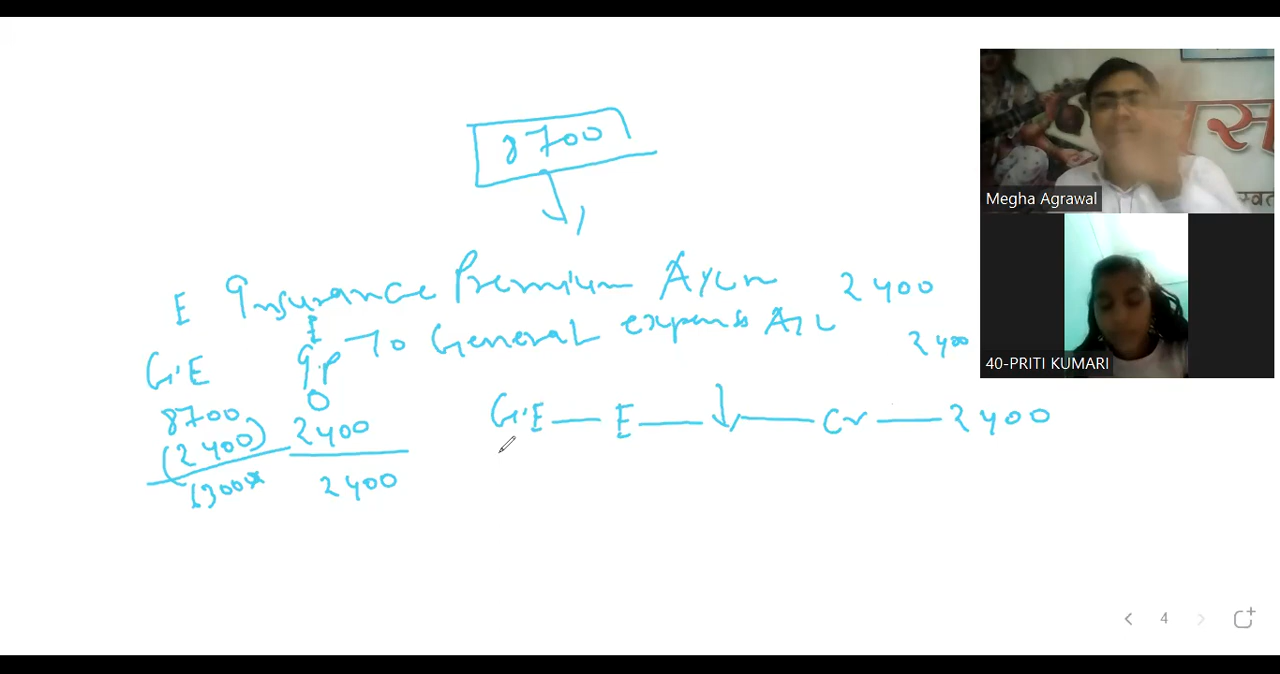 8700
E Insurance Premium A/c Dr 2400
E To General expenses A/c 2400
G.E I.P
8700 0
(2400) 2400
6300 2400
G.E — E — ↓ — Cr — 2400
Megha Agrawal
40-PRITI KUMARI
4